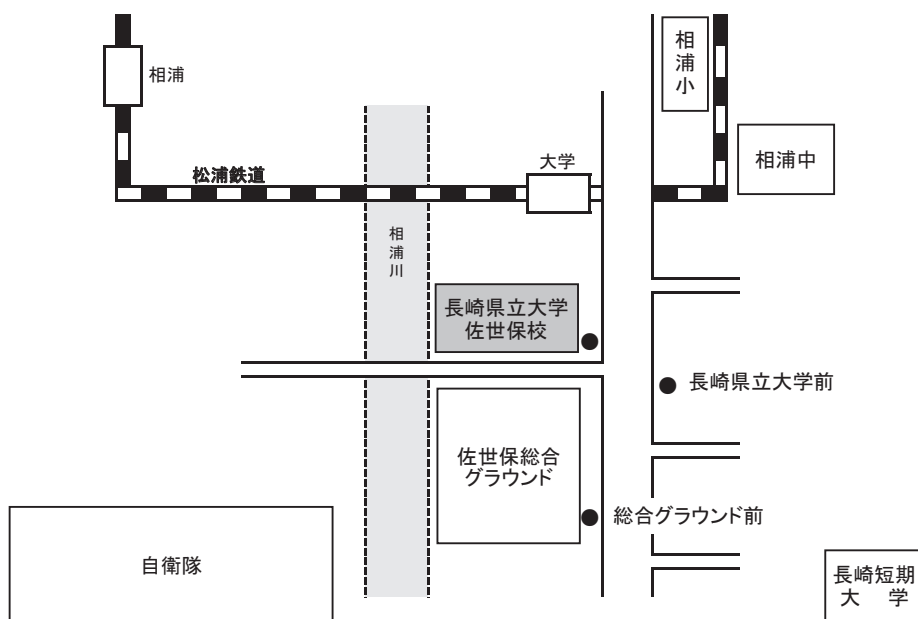 相浦小
相浦
大学
相浦中
松浦鉄道
相浦川
長崎県立大学
佐世保校
長崎県立大学前
佐世保総合
グラウンド
総合グラウンド前
自衛隊
長崎短期
大　学